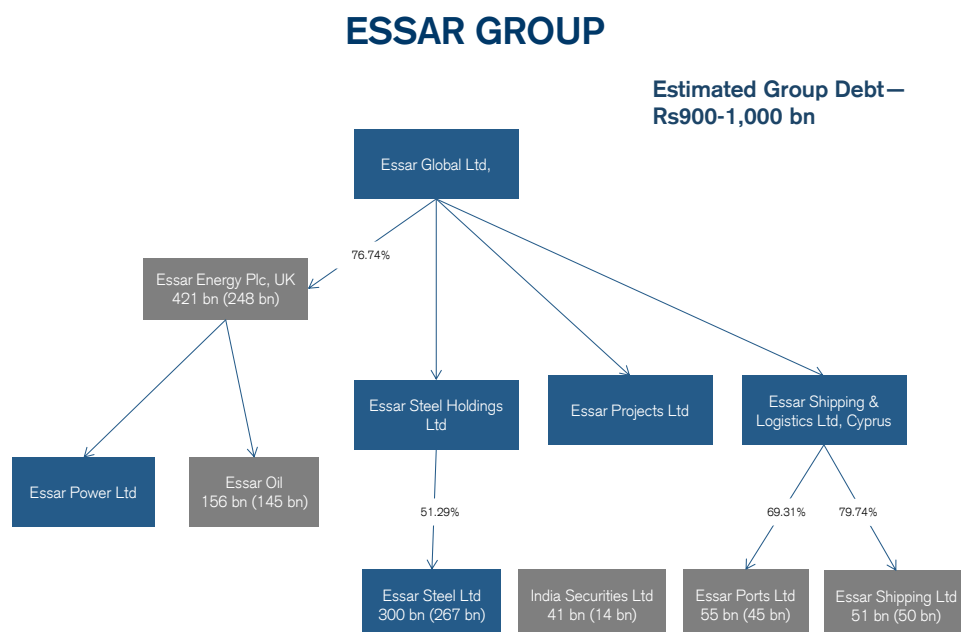 ESSAR GROUP
Estimated Group Debt—
Rs900-1,000 bn
Essar Global Ltd,
76.74%
Essar Energy Plc, UK
421 bn (248 bn)
Essar Steel Holdings
Ltd
Essar Projects Ltd
Essar Shipping &
Logistics Ltd, Cyprus
Essar Power Ltd
Essar Oil
156 bn (145 bn)
51.29%
69.31%
79.74%
Essar Steel Ltd
300 bn (267 bn)
India Securities Ltd
41 bn (14 bn)
Essar Ports Ltd
55 bn (45 bn)
Essar Shipping Ltd
51 bn (50 bn)